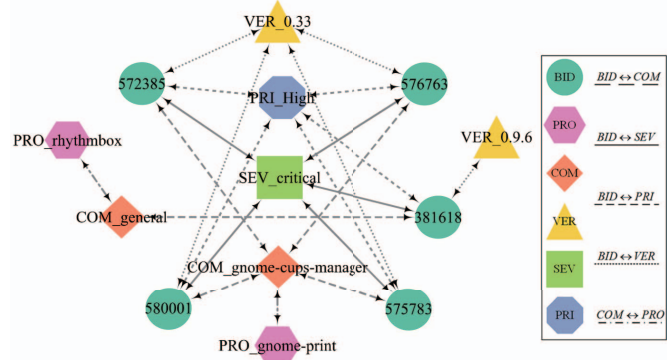 VER_0.33
572385
576763
PRI_High
PRO_rhythmbox
VER_0.9.6
SEV_critical
COM_general
381618
COM_gnome-cups-manager
580001
575783
PRO_gnome-print
BID
BID↔COM
PRO
BID↔SEV
COM
BID↔PRI
VER
BID↔VER
SEV
PRI
COM↔PRO